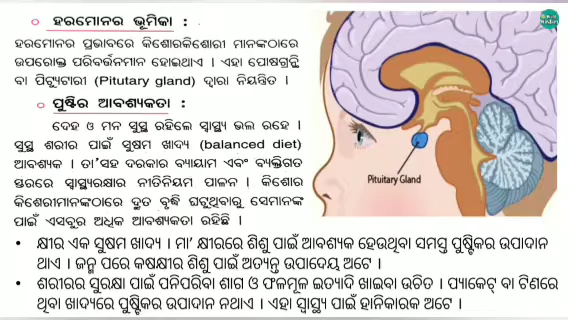 ହରମୋନର ଭୂମିକା :
ହରମୋନର ପ୍ରଭାବରେ କିଶୋରକିଶୋରୀ ମାନଙ୍କଠାରେ
ଉପରୋକ୍ତ ପରିବର୍ତ୍ତନମାନ ହୋଇଥାଏ । ଏହା ପୋଷଗ୍ରନ୍ଥି
ବା ପିଟ୍ୟୁଟାରୀ (Pitutary gland) ଦ୍ୱାରା ନିୟନ୍ତ୍ରିତ ।
ପୁଷ୍ଟିର ଆବଶ୍ୟକତା :
ଦେହ ଓ ମନ ସୁସ୍ଥ ରହିଲେ ସ୍ୱାସ୍ଥ୍ୟ ଭଲ ରହେ ।
ସୁସ୍ଥ ଶରୀର ପାଇଁ ସୁଷମ ଖାଦ୍ୟ (balanced diet)
ଆବଶ୍ୟକ । ତା'ସହ ଦରକାର ବ୍ୟାୟାମ ଏବଂ ବ୍ୟକ୍ତିଗତ
ସ୍ତରରେ ସ୍ୱାସ୍ଥ୍ୟରକ୍ଷାର ନୀତିନିୟମ ପାଳନ । କିଶୋର
କିଶେରୀମାନଙ୍କଠାରେ ଦ୍ରୁତ ବୃଦ୍ଧି ଘଟୁଥିବାରୁ ସେମାନଙ୍କ
ପାଇଁ ଏସବୁର ଅଧିକ ଆବଶ୍ୟକତା ରହିଛି ।
Pituitary Gland
• କ୍ଷୀର ଏକ ସୁଷମ ଖାଦ୍ୟ । ମା' କ୍ଷୀରରେ ଶିଶୁ ପାଇଁ ଆବଶ୍ୟକ ହେଉଥିବା ସମସ୍ତ ପୁଷ୍ଟିକର ଉପାଦାନ
ଥାଏ । ଜନ୍ମ ପରେ କଷକ୍ଷୀର ଶିଶୁ ପାଇଁ ଅତ୍ୟନ୍ତ ଉପାଦେୟ ଅଟେ ।
• ଶରୀରର ସୁରକ୍ଷା ପାଇଁ ପନିପରିବା ଶାଗ ଓ ଫଳମୂଳ ଇତ୍ୟାଦି ଖାଇବା ଉଚିତ । ପ୍ୟାକେଟ୍ ବା ଟିଣରେ
ଥିବା ଖାଦ୍ୟରେ ପୁଷ୍ଟିକର ଉପାଦାନ ନଥାଏ । ଏହା ସ୍ୱାସ୍ଥ୍ୟ ପାଇଁ ହାନିକାରକ ଅଟେ ।